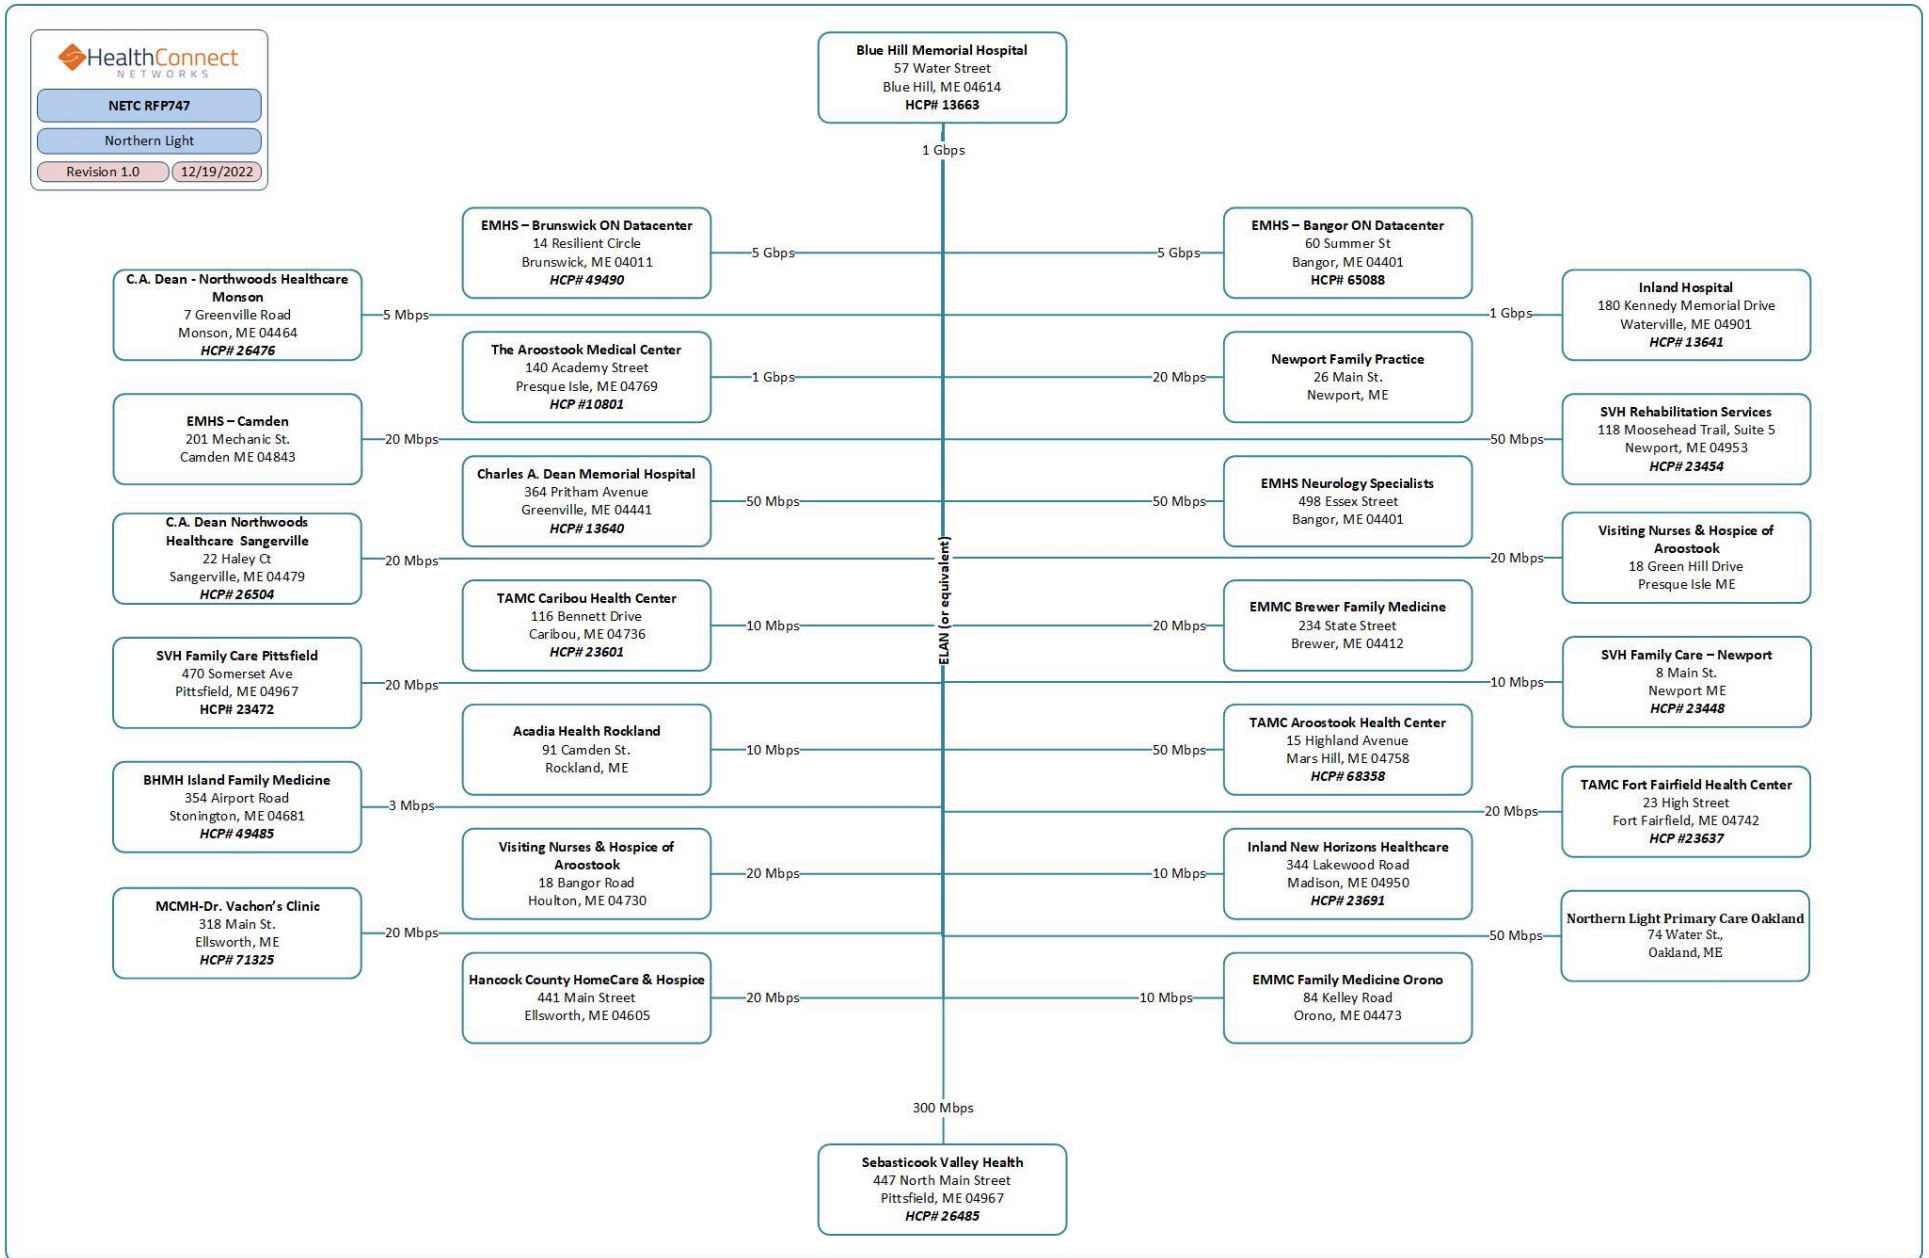 HealthConnect
NETWORKS
NETC RFP747
Northern Light
Revision 1.0
12/19/2022
Blue Hill Memorial Hospital
57 Water Street
Blue Hill, ME 04614
HCP# 13663
1 Gbps
EMHS – Brunswick ON Datacenter
14 Resilient Circle
Brunswick, ME 04011
HCP# 49490
5 Gbps
5 Gbps
EMHS – Bangor ON Datacenter
60 Summer St
Bangor, ME 04401
HCP# 65088
C.A. Dean - Northwoods Healthcare
Monson
7 Greenville Road
Monson, ME 04464
HCP# 26476
5 Mbps
1 Gbps
Inland Hospital
180 Kennedy Memorial Drive
Waterville, ME 04901
HCP# 13641
The Aroostook Medical Center
140 Academy Street
Presque Isle, ME 04769
HCP #10801
1 Gbps
20 Mbps
Newport Family Practice
26 Main St.
Newport, ME
EMHS – Camden
201 Mechanic St.
Camden ME 04843
20 Mbps
50 Mbps
SVH Rehabilitation Services
118 Moosehead Trail, Suite 5
Newport, ME 04953
HCP# 23454
Charles A. Dean Memorial Hospital
364 Pritham Avenue
Greenville, ME 04441
HCP# 13640
50 Mbps
50 Mbps
EMHS Neurology Specialists
498 Essex Street
Bangor, ME 04401
C.A. Dean Northwoods
Healthcare Sangerville
22 Haley Ct
Sangerville, ME 04479
HCP# 26504
20 Mbps
ELAN (or equivalent)
20 Mbps
Visiting Nurses & Hospice of
Aroostook
18 Green Hill Drive
Presque Isle ME
TAMC Caribou Health Center
116 Bennett Drive
Caribou, ME 04736
HCP# 23601
10 Mbps
20 Mbps
EMMC Brewer Family Medicine
234 State Street
Brewer, ME 04412
SVH Family Care Pittsfield
470 Somerset Ave
Pittsfield, ME 04967
HCP# 23472
20 Mbps
10 Mbps
SVH Family Care – Newport
8 Main St.
Newport ME
HCP# 23448
Acadia Health Rockland
91 Camden St.
Rockland, ME
10 Mbps
50 Mbps
TAMC Aroostook Health Center
15 Highland Avenue
Mars Hill, ME 04758
HCP# 68358
BHMH Island Family Medicine
354 Airport Road
Stonington, ME 04681
HCP# 49485
3 Mbps
20 Mbps
TAMC Fort Fairfield Health Center
23 High Street
Fort Fairfield, ME 04742
HCP #23637
Visiting Nurses & Hospice of
Aroostook
18 Bangor Road
Houlton, ME 04730
20 Mbps
10 Mbps
Inland New Horizons Healthcare
344 Lakewood Road
Madison, ME 04950
HCP# 23691
MCMH-Dr. Vachon's Clinic
318 Main St.
Ellsworth, ME
HCP# 71325
20 Mbps
50 Mbps
Northern Light Primary Care Oakland
74 Water St.,
Oakland, ME
Hancock County HomeCare & Hospice
441 Main Street
Ellsworth, ME 04605
20 Mbps
10 Mbps
EMMC Family Medicine Orono
84 Kelley Road
Orono, ME 04473
300 Mbps
Sebasticook Valley Health
447 North Main Street
Pittsfield, ME 04967
HCP# 26485